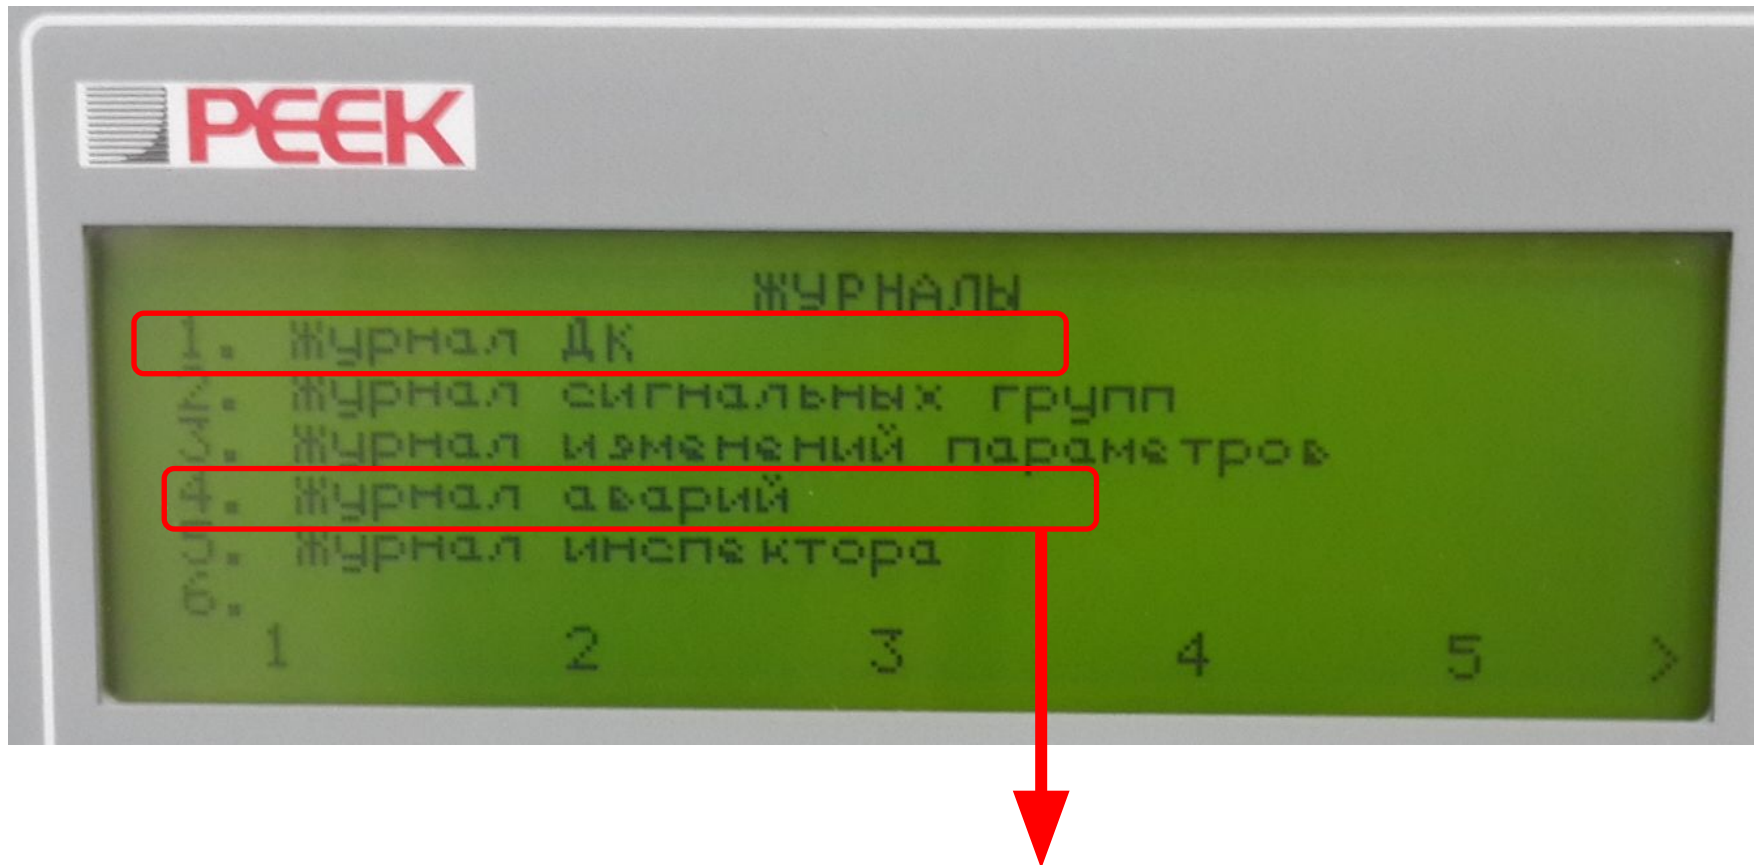 PEEK
ЖУРНАЛЫ
1. Журнал ДК
2. Журнал сигнальных групп
3. Журнал изменений параметров
4. Журнал аварий
5. Журнал инспектора
6.
1 2 3 4 5 >